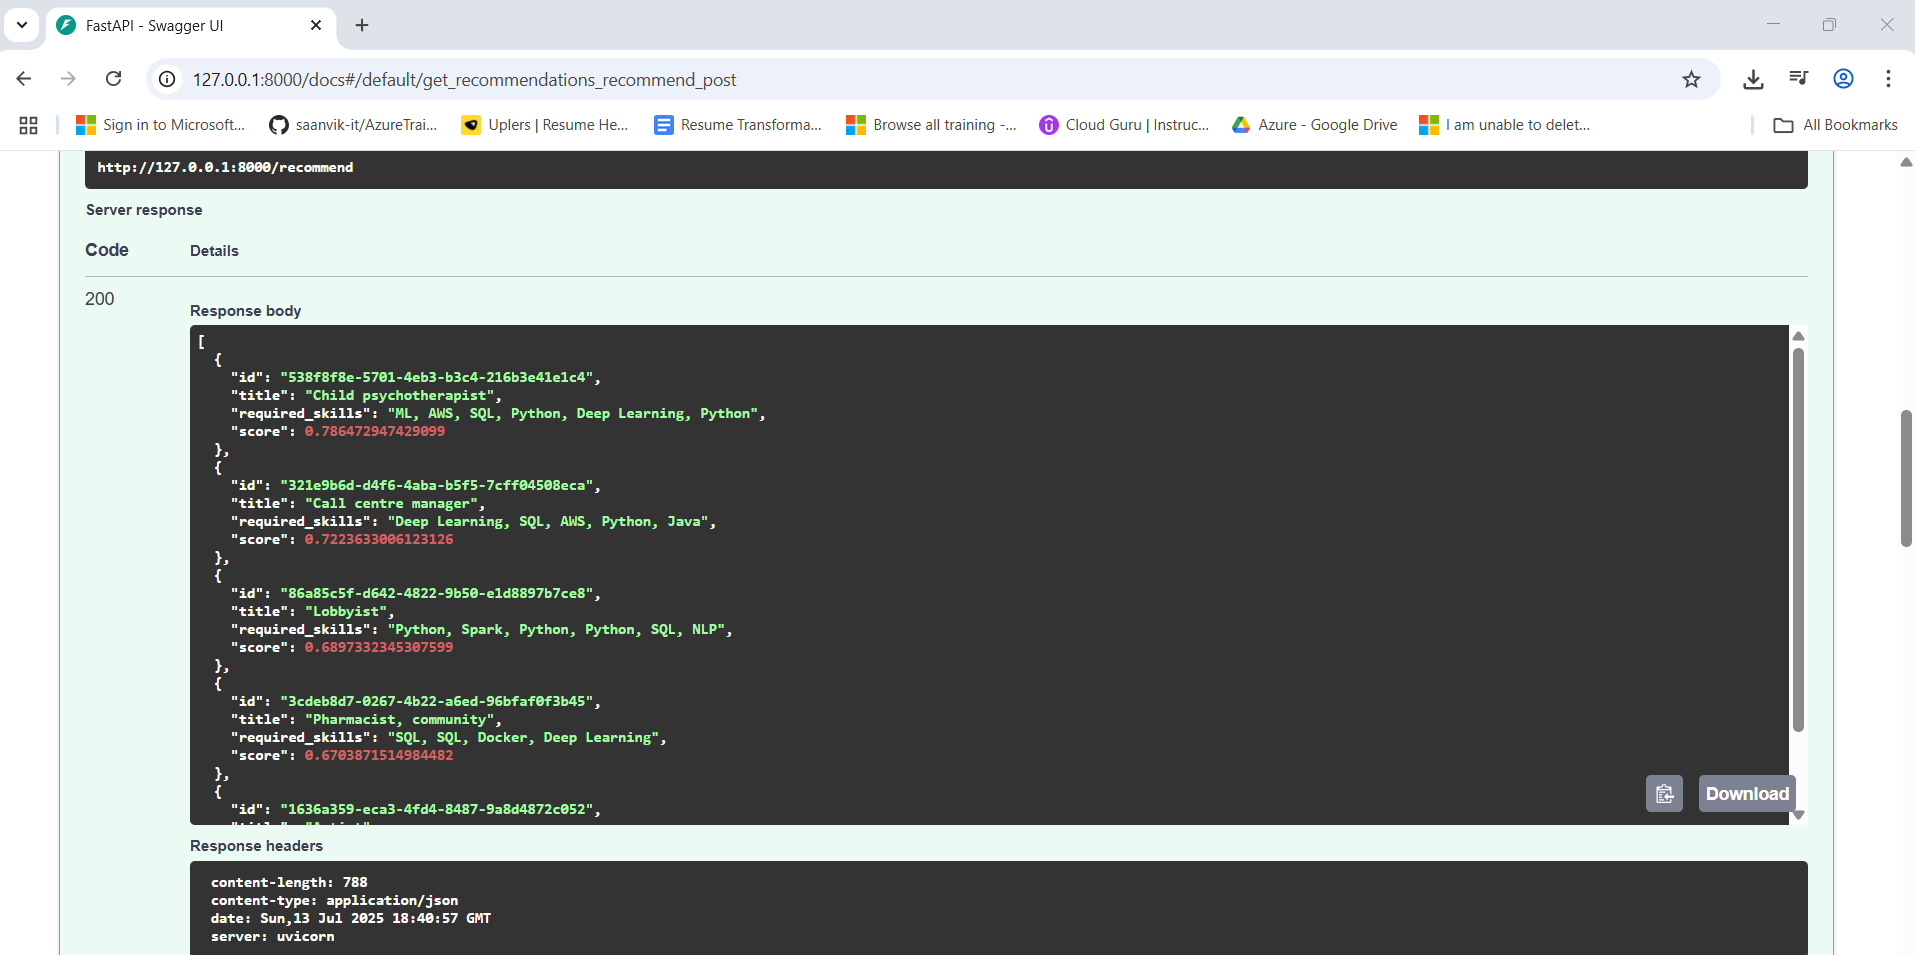 FastAPI - Swagger UI
127.0.0.1:8000/docs#/default/get_recommendations_recommend_post
Sign in to Microsoft...
saanvik-it/AzureTrai...
Uplers | Resume He...
Resume Transforma...
Browse all training -...
Cloud Guru | Instruc...
Azure - Google Drive
I am unable to delet...
All Bookmarks
http://127.0.0.1:8000/recommend
Server response
Code Details
200
Response body
[
  {
    "id": "538f8f8e-5701-4eb3-b3c4-216b3e41e1c4",
    "title": "Child psychotherapist",
    "required_skills": "ML, AWS, SQL, Python, Deep Learning, Python",
    "score": 0.786472947429099
  },
  {
    "id": "321e9b6d-d4f6-4aba-b5f5-7cff04508eca",
    "title": "Call centre manager",
    "required_skills": "Deep Learning, SQL, AWS, Python, Java",
    "score": 0.7223633006123126
  },
  {
    "id": "86a85c5f-d642-4822-9b50-e1d8897b7ce8",
    "title": "Lobbyist",
    "required_skills": "Python, Spark, Python, Python, SQL, NLP",
    "score": 0.6897332345307599
  },
  {
    "id": "3cdeb8d7-0267-4b22-a6ed-96bfaf0f3b45",
    "title": "Pharmacist, community",
    "required_skills": "SQL, SQL, Docker, Deep Learning",
    "score": 0.6703871514984482
  },
  {
    "id": "1636a359-eca3-4fd4-8487-9a8d4872c052",
Download
Response headers
content-length: 788
content-type: application/json
date: Sun,13 Jul 2025 18:40:57 GMT
server: uvicorn